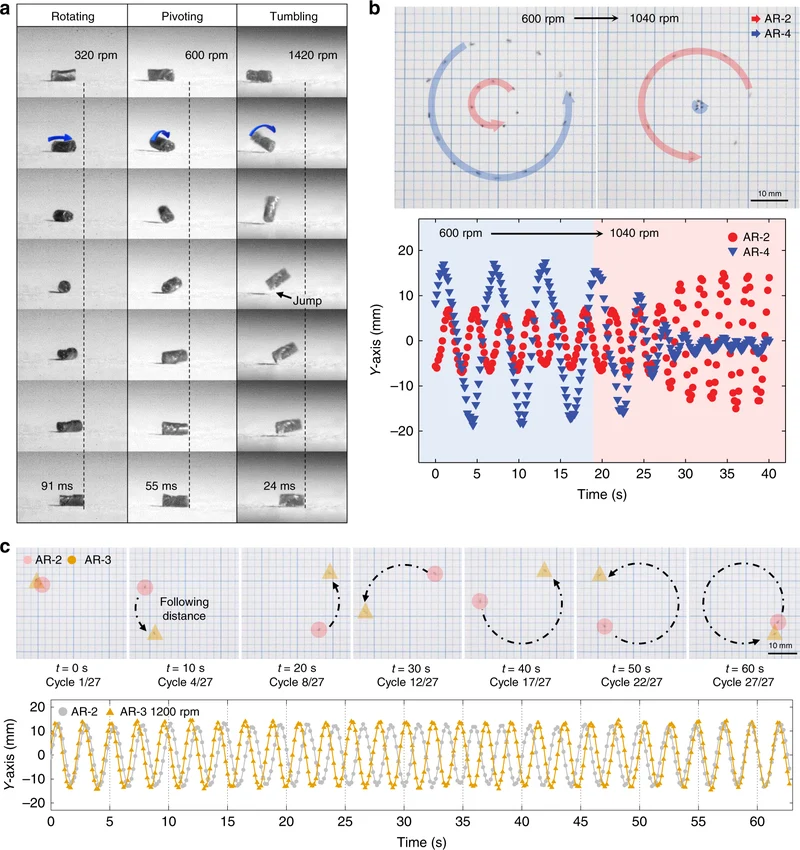 a
Rotating
Pivoting
Tumbling
320 rpm
600 rpm
1420 rpm
Jump
91 ms
55 ms
24 ms
b
600 rpm
1040 rpm
AR-2
AR-4
10 mm
600 rpm
1040 rpm
AR-2
AR-4
Y-axis (mm)
20
10
0
−10
−20
0
5
10
15
20
25
30
35
40
Time (s)
c
AR-2
AR-3
Following
distance
10 mm
t = 0 s
Cycle 1/27
t = 10 s
Cycle 4/27
t = 20 s
Cycle 8/27
t = 30 s
Cycle 12/27
t = 40 s
Cycle 17/27
t = 50 s
Cycle 22/27
t = 60 s
Cycle 27/27
AR-2
AR-3 1200 rpm
Y-axis (mm)
20
10
0
−10
−20
0
5
10
15
20
25
30
35
40
45
50
55
60
Time (s)